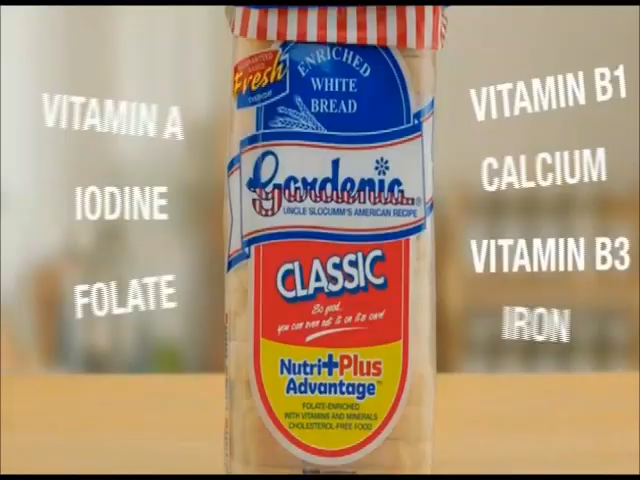 VITAMIN A
IODINE
FOLATE
GUARANTEED
Fresh
ENRICHED
WHITE
BREAD
Gardenia
UNCLE SLOCUMM'S AMERICAN RECIPE
CLASSIC
So good...
you can even eat it on its own!
Nutri+Plus
Advantage™
FOLATE-ENRICHED
WITH VITAMINS AND MINERALS
CHOLESTEROL-FREE FOOD
VITAMIN B1
CALCIUM
VITAMIN B3
IRON